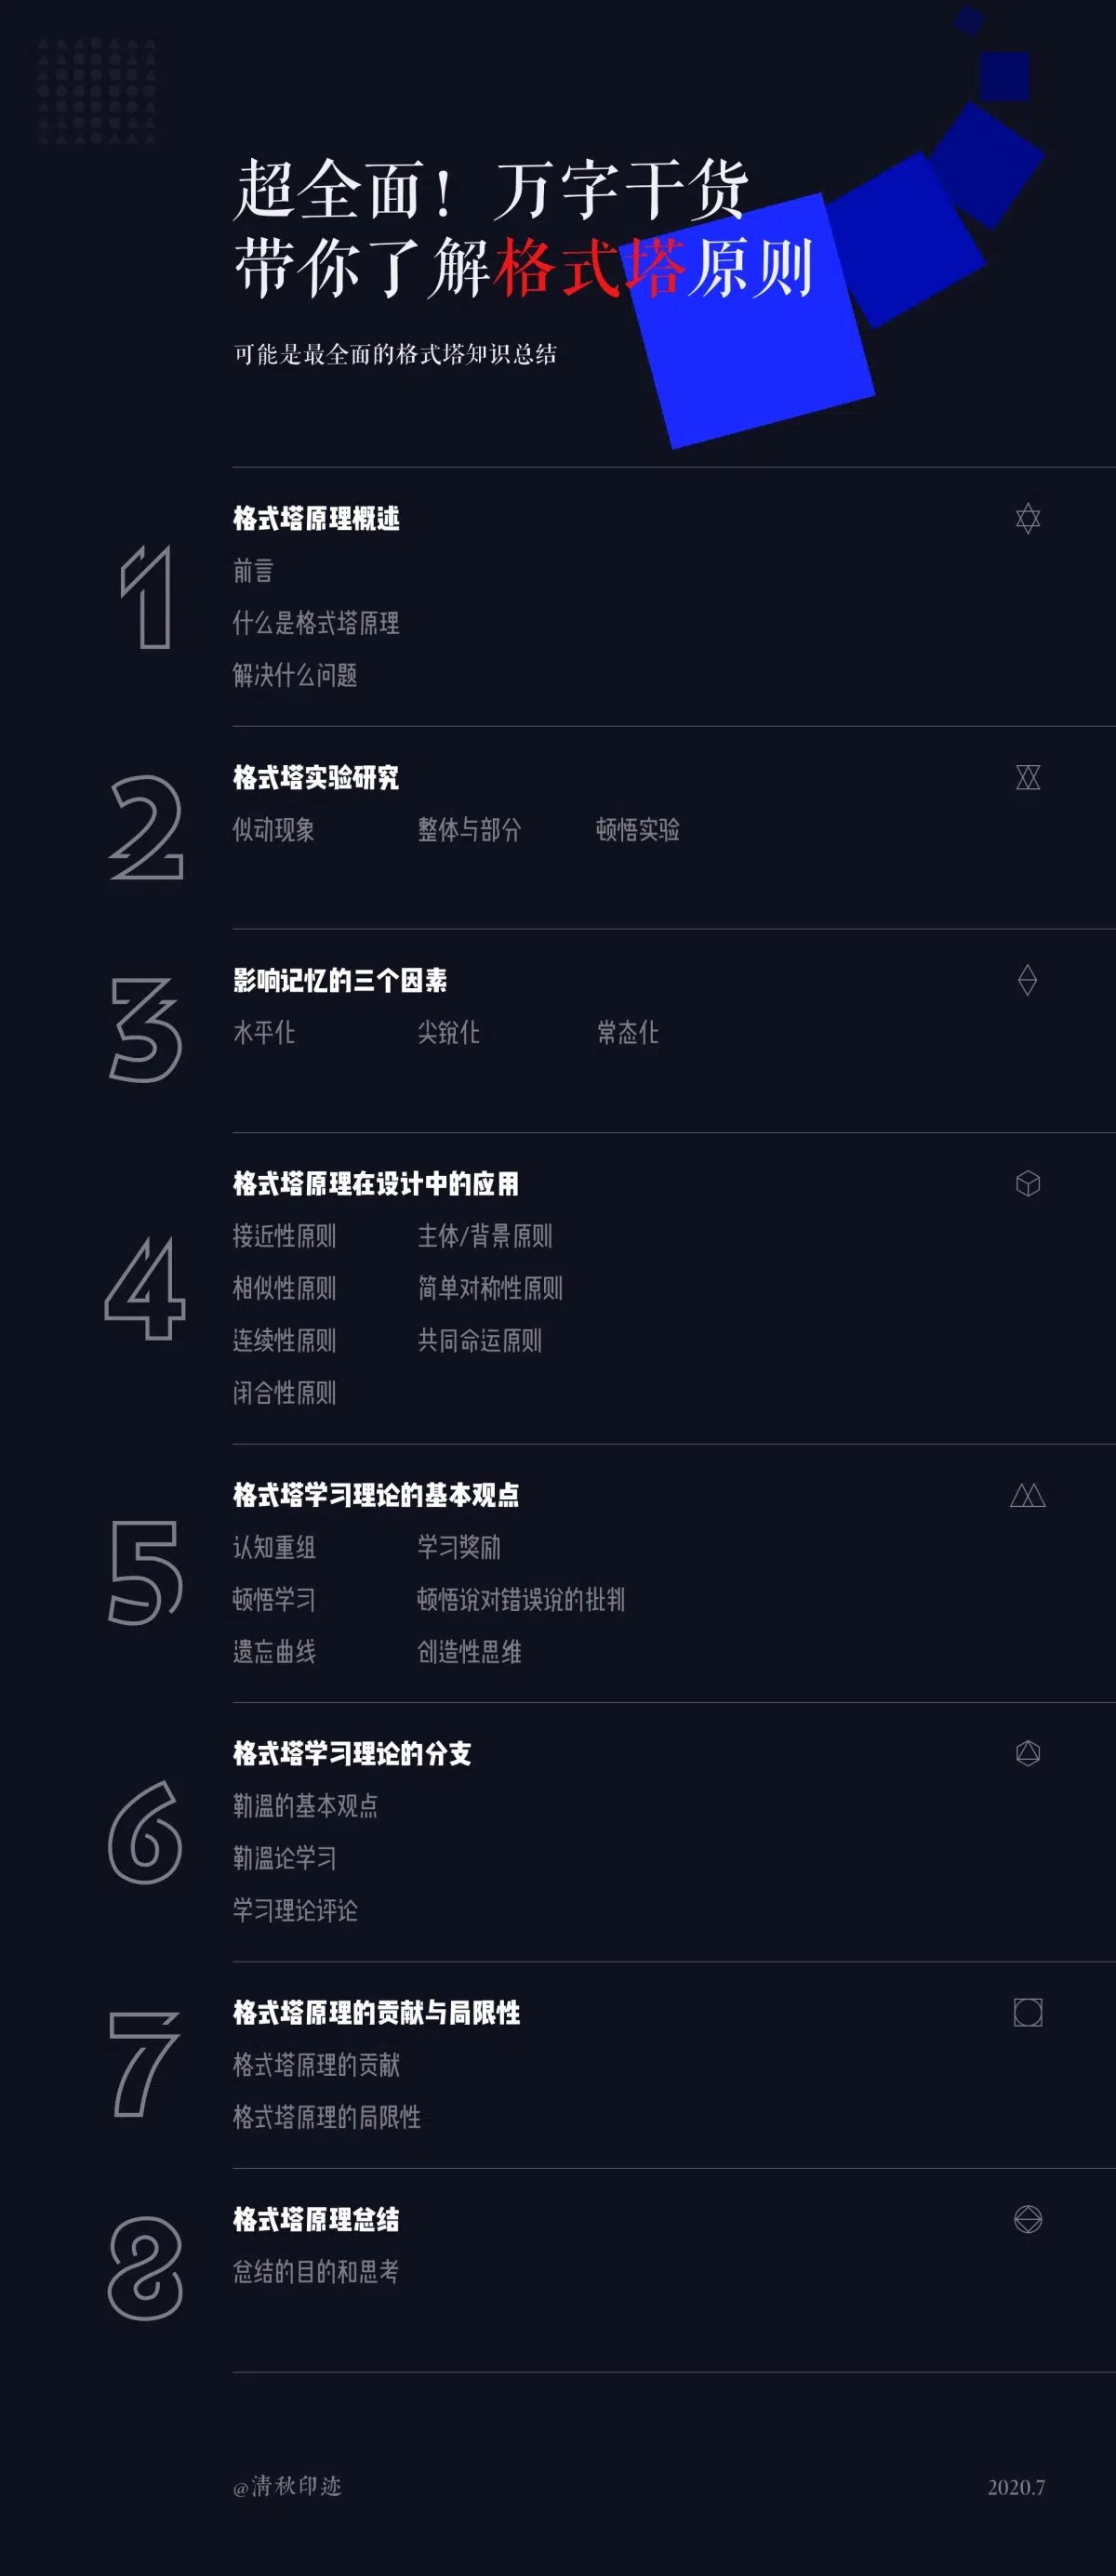 超全面！万字干货
带你了解格式塔原则
可能是最全面的格式塔知识总结
1
格式塔原理概述
前言
什么是格式塔原理
解决什么问题
2
格式塔实验研究
似动现象 整体与部分 顿悟实验
3
影响记忆的三个因素
水平化 尖锐化 常态化
4
格式塔原理在设计中的应用
接近性原则 主体/背景原则
相似性原则 简单对称性原则
连续性原则 共同命运原则
闭合性原则
5
格式塔学习理论的基本观点
认知重组 学习奖励
顿悟学习 顿悟说对错误说的批判
遗忘曲线 创造性思维
6
格式塔学习理论的分支
勒温的基本观点
勒温论学习
学习理论评论
7
格式塔原理的贡献与局限性
格式塔原理的贡献
格式塔原理的局限性
8
格式塔原理总结
总结的目的和思考
@清秋印迹 2020.7